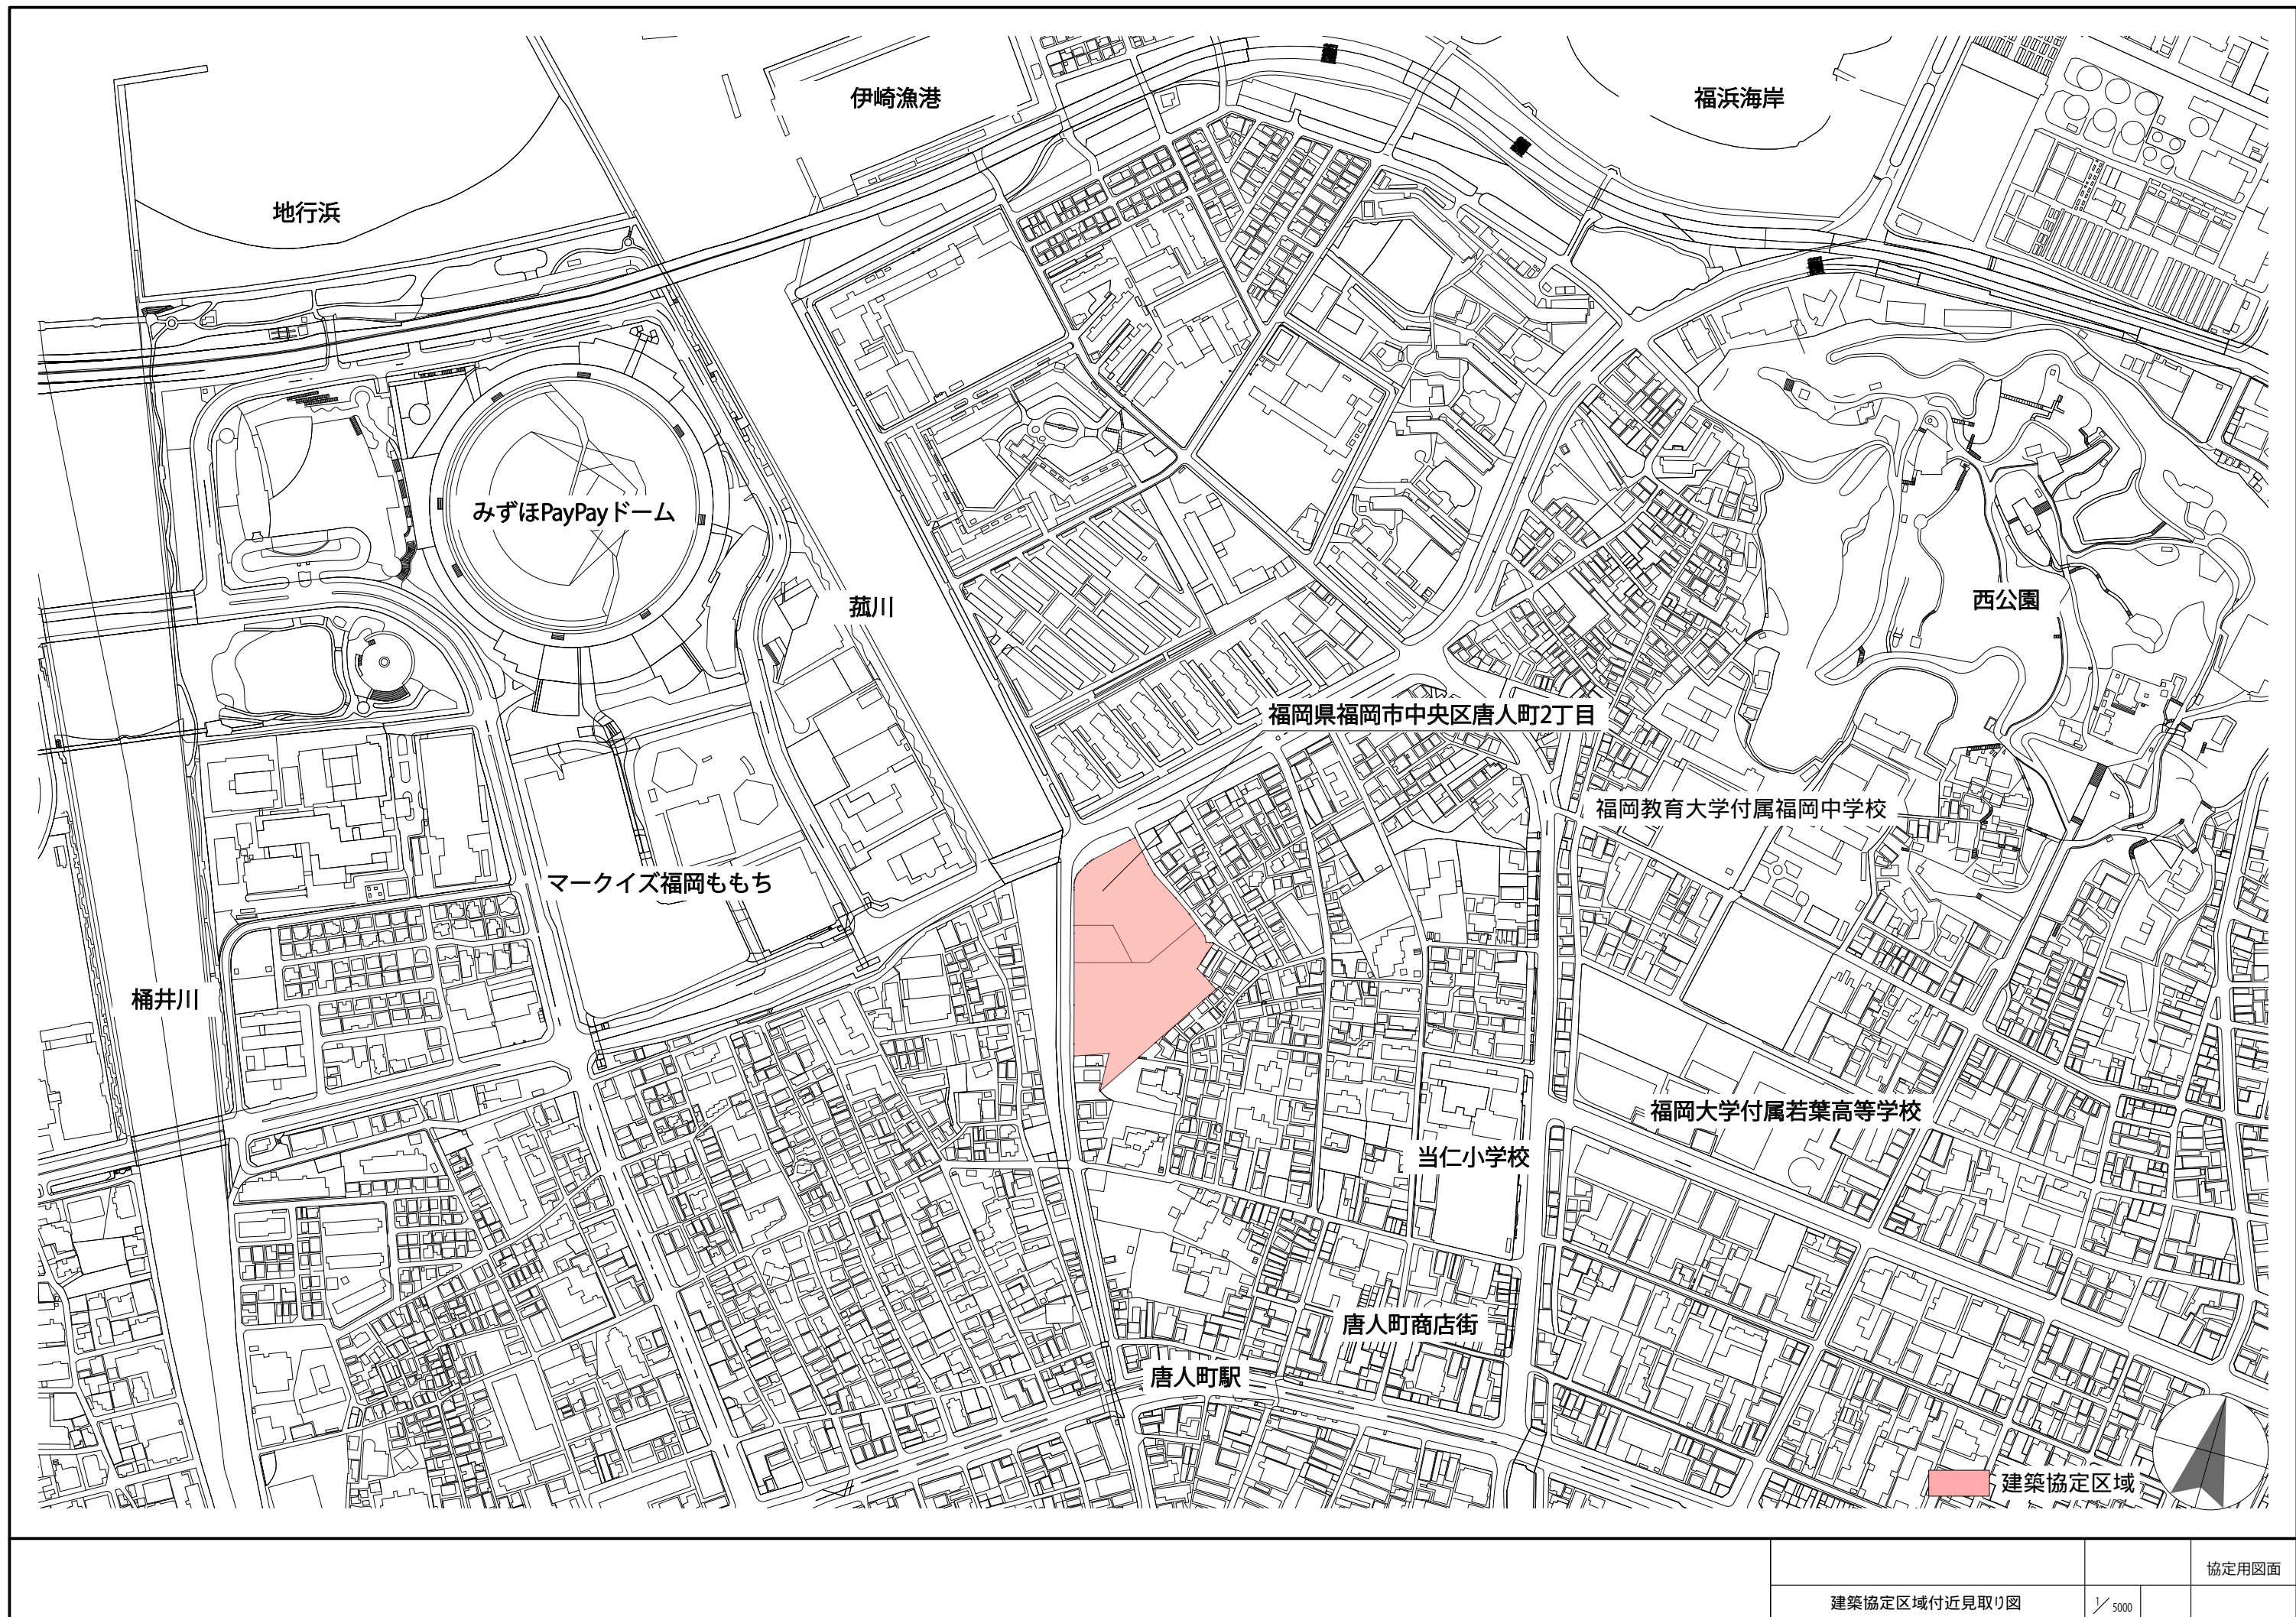 伊崎漁港
福浜海岸
地行浜
みずほPayPayドーム
菰川
西公園
福岡県福岡市中央区唐人町2丁目
福岡教育大学付属福岡中学校
マークイズ福岡ももち
桶井川
福岡大学付属若葉高等学校
当仁小学校
唐人町商店街
唐人町駅
建築協定区域
協定用図面
建築協定区域付近見取り図
1/5000